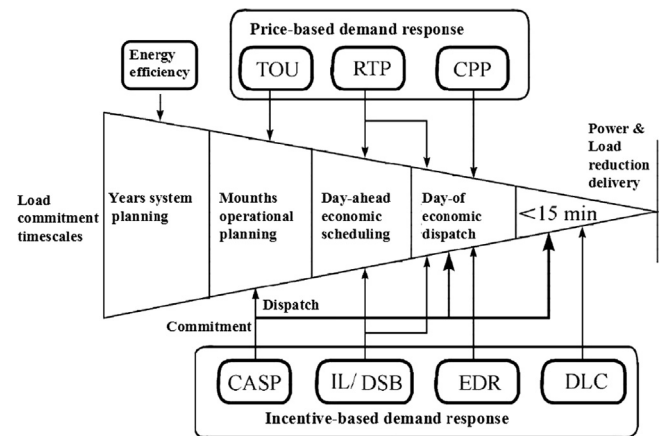 Price-based demand response
Energy
efficiency
TOU
RTP
CPP
Power &
Load
reduction
delivery
Load
commitment
timescales
Years system
planning
Mounths
operational
planning
Day-ahead
economic
scheduling
Day-of
economic
dispatch
<15 min
Dispatch
Commitment
CASP
IL/DSB
EDR
DLC
Incentive-based demand response